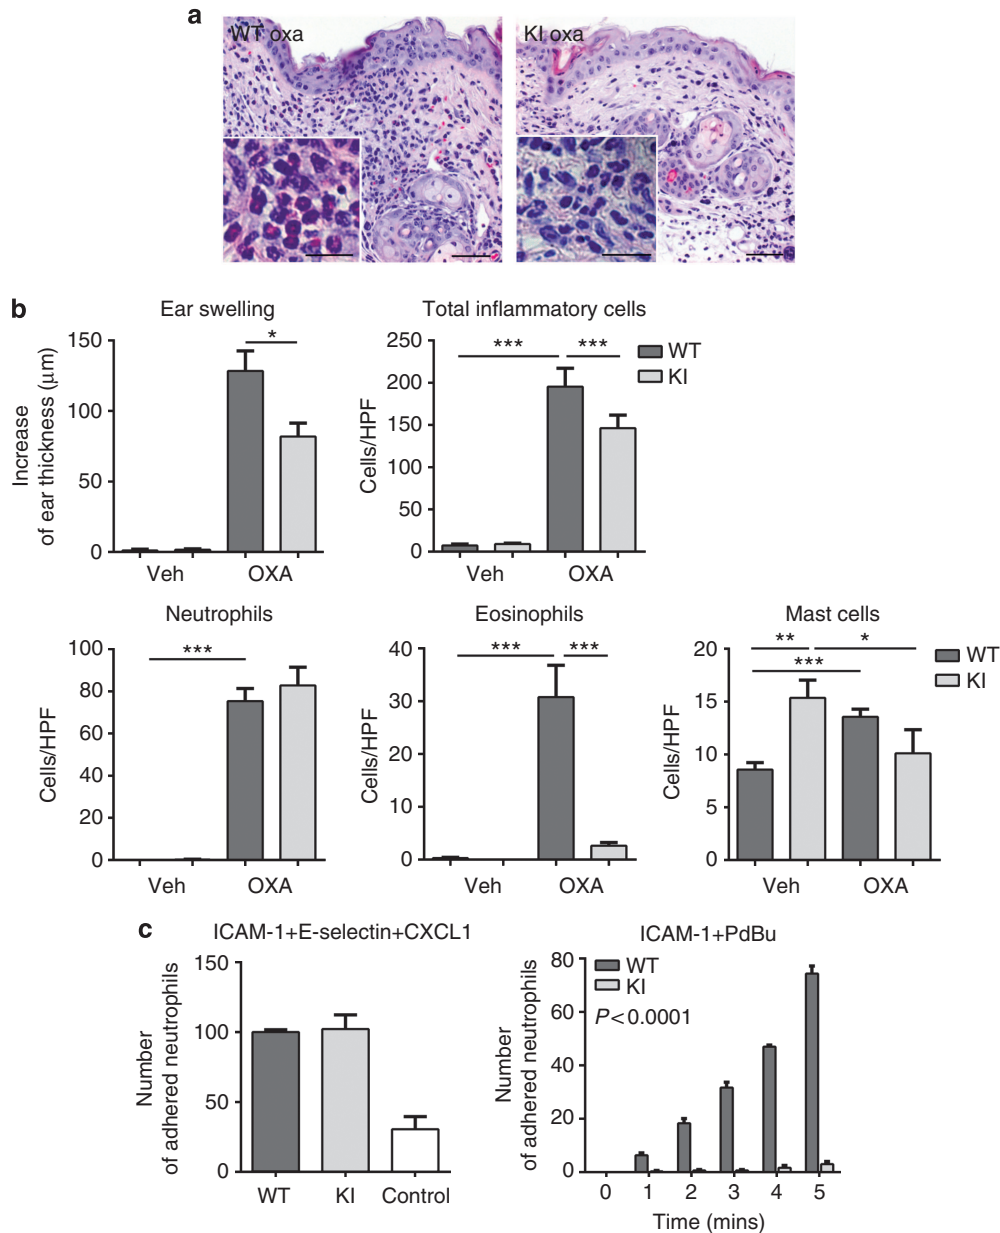 a
WT oxa
KI oxa
b
Ear swelling
Increase
of ear thickness (μm)
150
100
50
0
*
Veh
OXA
Total inflammatory cells
Cells/HPF
250
200
150
100
50
0
***
***
WT
KI
Veh
OXA
Neutrophils
Cells/HPF
100
80
60
40
20
0
***
Veh
OXA
Eosinophils
Cells/HPF
40
30
20
10
0
***
***
Veh
OXA
Mast cells
Cells/HPF
20
15
10
5
0
**
*
***
WT
KI
Veh
OXA
c
ICAM-1+E-selectin+CXCL1
Number
of adhered neutrophils
150
100
50
0
WT
KI
Control
ICAM-1+PdBu
Number
of adhered neutrophils
80
60
40
20
0
WT
KI
P<0.0001
0 1 2 3 4 5
Time (mins)